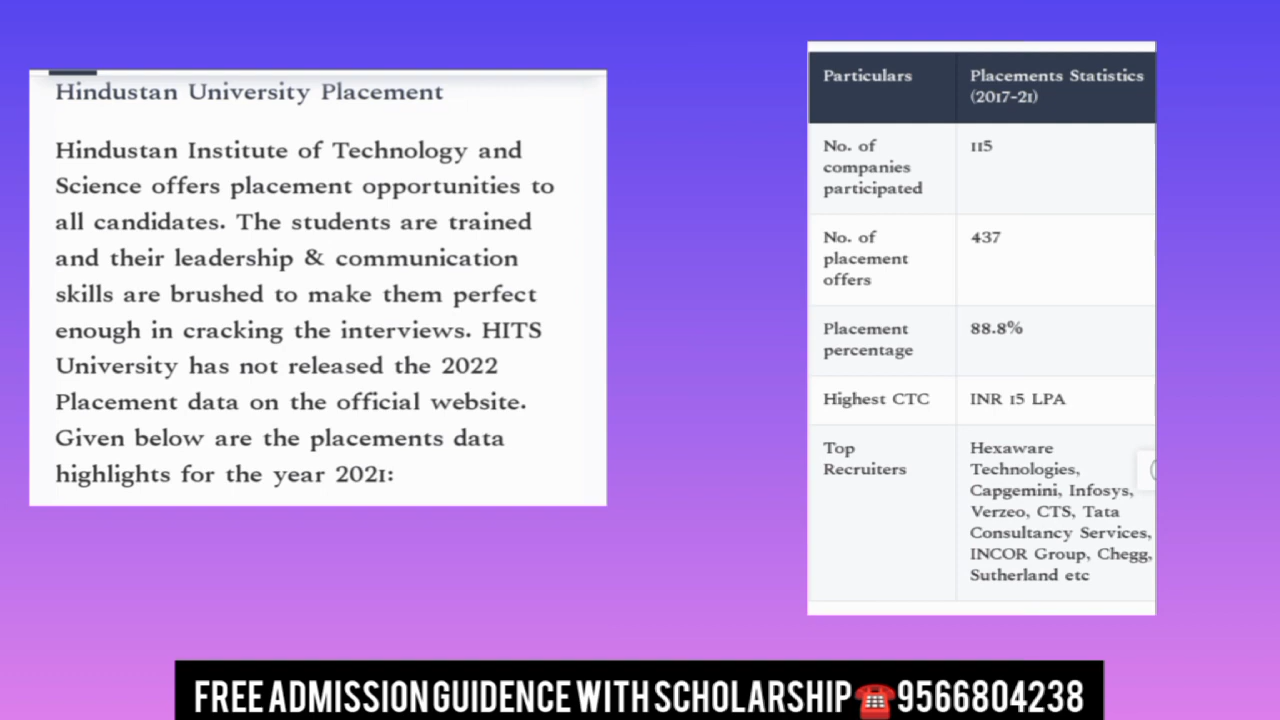 Hindustan University Placement
Hindustan Institute of Technology and
Science offers placement opportunities to
all candidates. The students are trained
and their leadership & communication
skills are brushed to make them perfect
enough in cracking the interviews. HITS
University has not released the 2022
Placement data on the official website.
Given below are the placements data
highlights for the year 2021:
Particulars
Placements Statistics
(2017-21)
No. of
companies
participated
115
No. of
placement
offers
437
Placement
percentage
88.8%
Highest CTC
INR 15 LPA
Top
Recruiters
Hexaware
Technologies,
Capgemini, Infosys,
Verzeo, CTS, Tata
Consultancy Services,
INCOR Group, Chegg,
Sutherland etc
FREE ADMISSION GUIDENCE WITH SCHOLARSHIP☎️9566804238